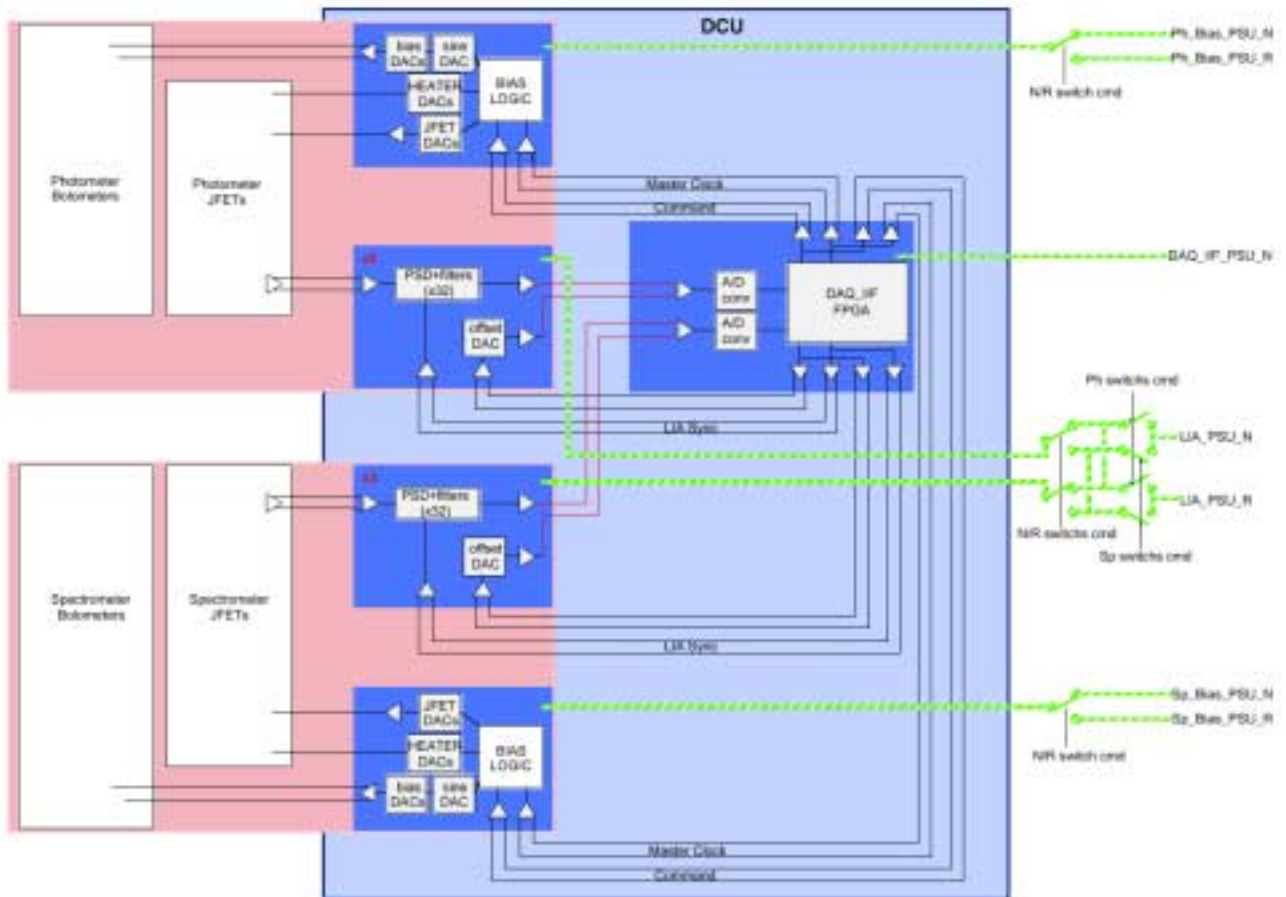 DCU
bias
DACs
sine
DAC
HEATER
DACs
JFET
DACs
BIAS
LOGIC
Ph_Bias_PSU_N
Ph_Bias_PSU_R
N/R switch cmd
Photometer
Bolometers
Photometer
JFETs
Master Clock
Command
PSD+filters
(x32)
offset
DAC
A/D
conv
A/D
conv
DAQ_I/F
FPGA
DAQ_I/F_PSU_N
LIA Sync
Ph switchs cmd
LIA_PSU_N
LIA_PSU_R
N/R switchs cmd
Sp switchs cmd
PSD+filters
(x32)
offset
DAC
Spectrometer
Bolometers
Spectrometer
JFETs
LIA Sync
JFET
DACs
HEATER
DACs
bias
DACs
sine
DAC
BIAS
LOGIC
Sp_Bias_PSU_N
Sp_Bias_PSU_R
N/R switch cmd
Master Clock
Command